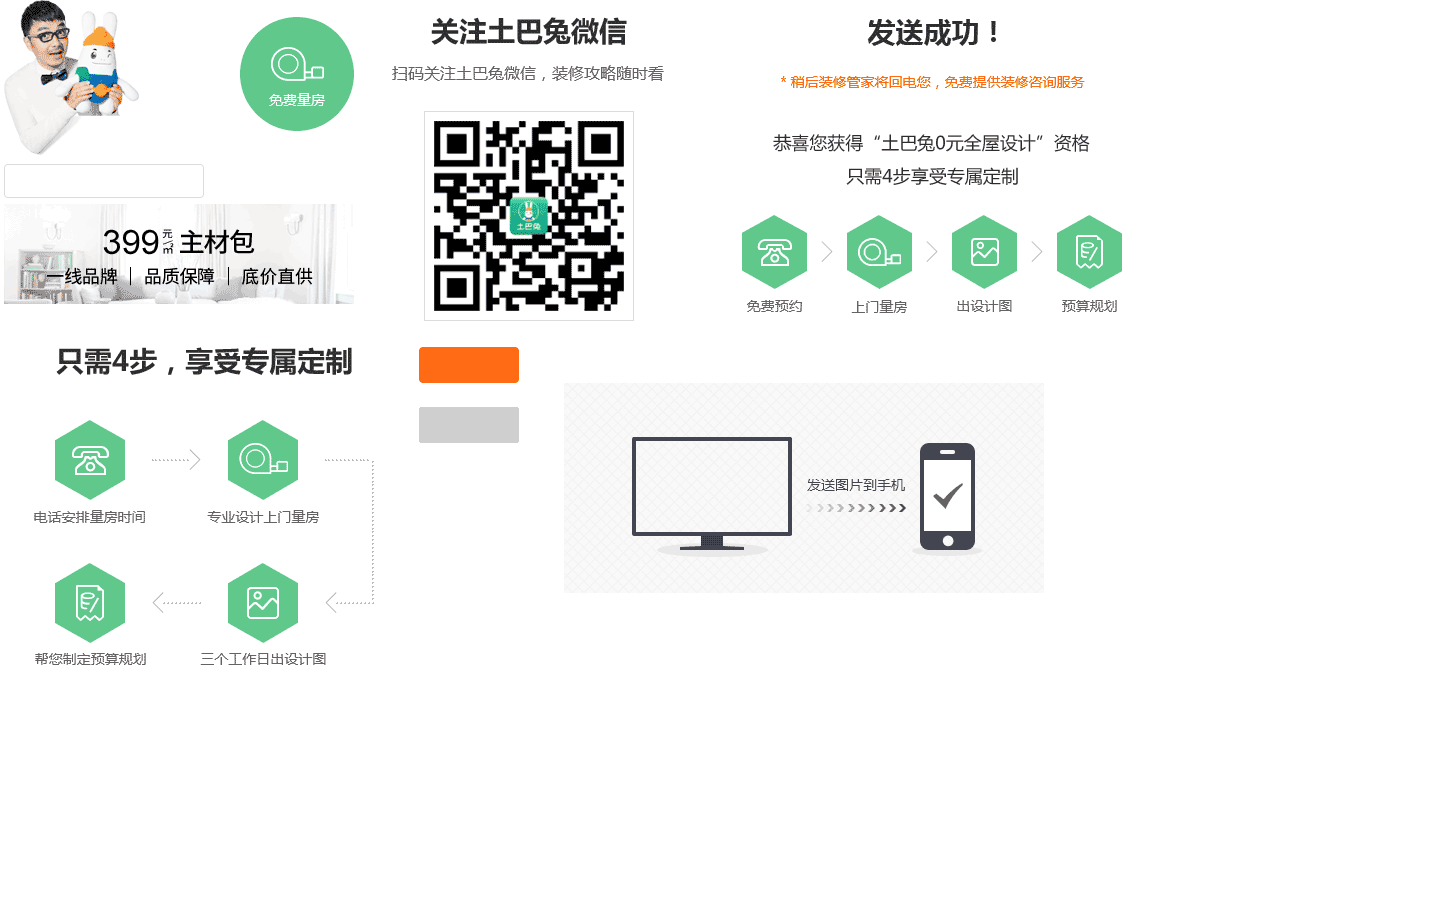 免费量房
399元/㎡主材包
一线品牌｜品质保障｜底价直供
只需4步，享受专属定制
电话安排量房时间
专业设计上门量房
帮您制定预算规划
三个工作日出设计图
关注土巴兔微信
扫码关注土巴兔微信，装修攻略随时看
土巴兔
发送成功！
* 稍后装修管家将回电您，免费提供装修咨询服务
恭喜您获得“土巴兔0元全屋设计”资格
只需4步享受专属定制
免费预约
上门量房
出设计图
预算规划
发送图片到手机